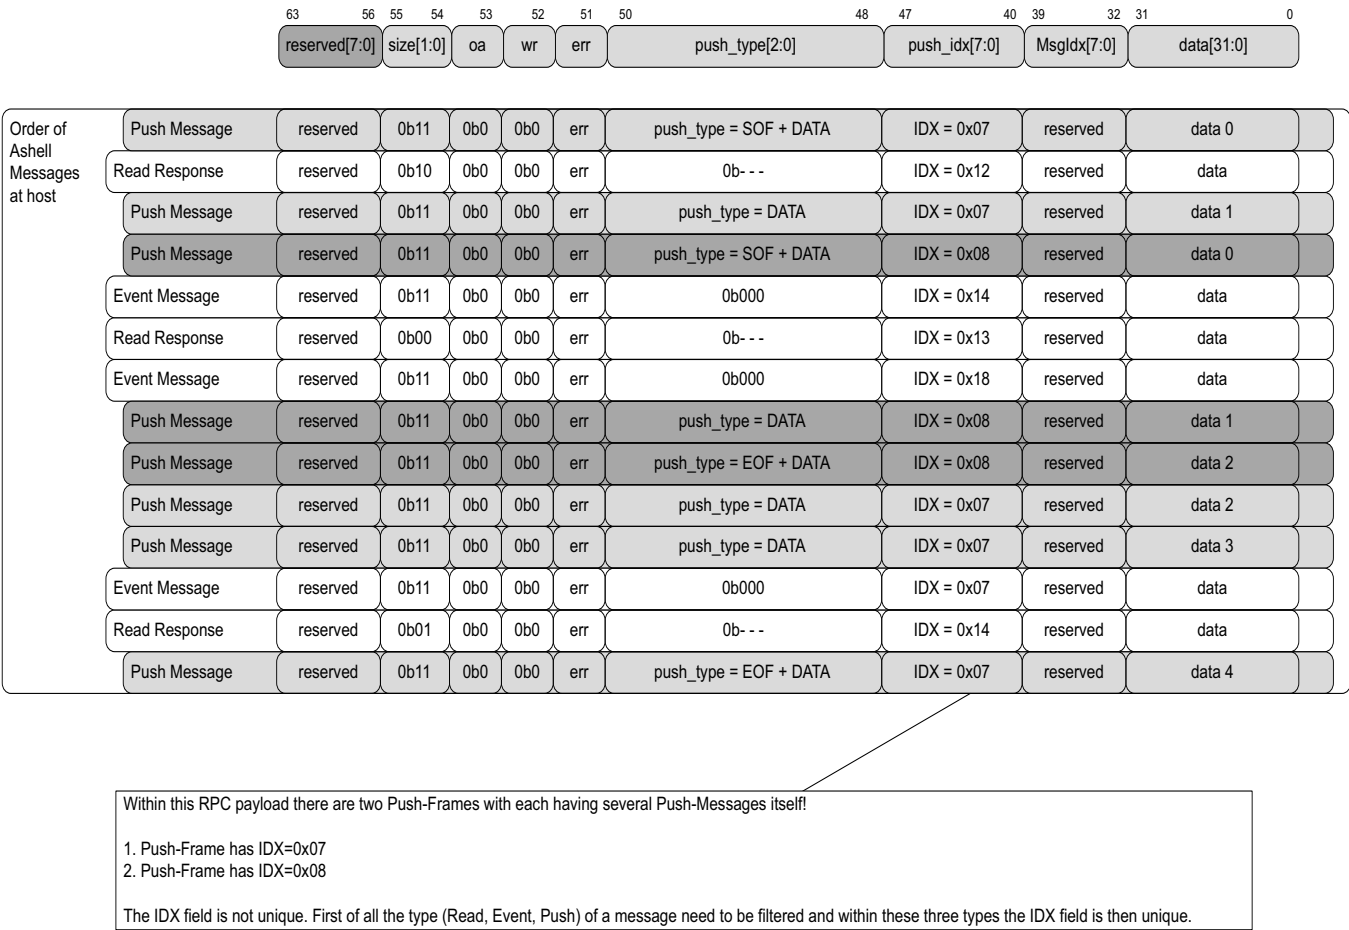 63 56 55 54 53 52 51 50 48 47 40 39 32 31 0
reserved[7:0] size[1:0] oa wr err push_type[2:0] push_idx[7:0] MsgIdx[7:0] data[31:0]
Order of
Ashell
Messages
at host
Push Message reserved 0b11 0b0 0b0 err push_type = SOF + DATA IDX = 0x07 reserved data 0
Read Response reserved 0b10 0b0 0b0 err 0b- - - IDX = 0x12 reserved data
Push Message reserved 0b11 0b0 0b0 err push_type = DATA IDX = 0x07 reserved data 1
Push Message reserved 0b11 0b0 0b0 err push_type = SOF + DATA IDX = 0x08 reserved data 0
Event Message reserved 0b11 0b0 0b0 err 0b000 IDX = 0x14 reserved data
Read Response reserved 0b00 0b0 0b0 err 0b- - - IDX = 0x13 reserved data
Event Message reserved 0b11 0b0 0b0 err 0b000 IDX = 0x18 reserved data
Push Message reserved 0b11 0b0 0b0 err push_type = DATA IDX = 0x08 reserved data 1
Push Message reserved 0b11 0b0 0b0 err push_type = EOF + DATA IDX = 0x08 reserved data 2
Push Message reserved 0b11 0b0 0b0 err push_type = DATA IDX = 0x07 reserved data 2
Push Message reserved 0b11 0b0 0b0 err push_type = DATA IDX = 0x07 reserved data 3
Event Message reserved 0b11 0b0 0b0 err 0b000 IDX = 0x07 reserved data
Read Response reserved 0b01 0b0 0b0 err 0b- - - IDX = 0x14 reserved data
Push Message reserved 0b11 0b0 0b0 err push_type = EOF + DATA IDX = 0x07 reserved data 4
Within this RPC payload there are two Push-Frames with each having several Push-Messages itself!
1. Push-Frame has IDX=0x07
2. Push-Frame has IDX=0x08
The IDX field is not unique. First of all the type (Read, Event, Push) of a message need to be filtered and within these three types the IDX field is then unique.